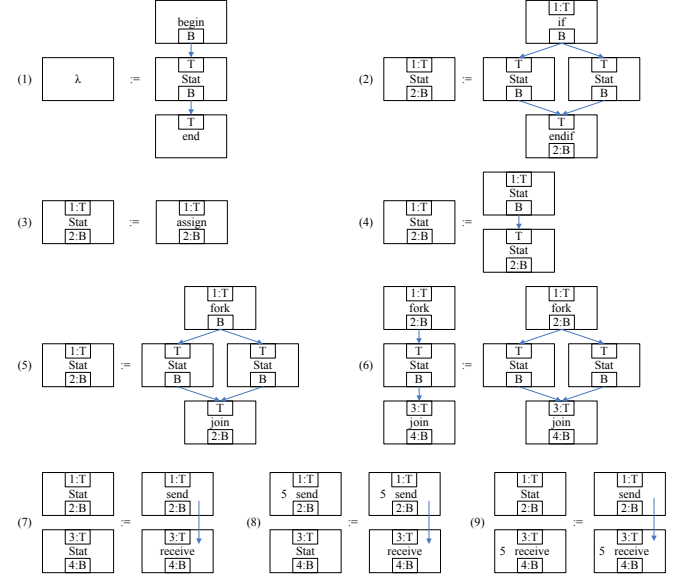 begin
B
(1)
λ
:=
T
Stat
B
T
end
1:T
if
B
(2)
1:T
Stat
2:B
:=
T
Stat
B
T
Stat
B
T
endif
2:B
(3)
1:T
Stat
2:B
:=
1:T
assign
2:B
(4)
1:T
Stat
2:B
:=
1:T
Stat
B
T
Stat
2:B
(5)
1:T
Stat
2:B
:=
1:T
fork
B
T
Stat
B
T
Stat
B
T
join
2:B
(6)
1:T
fork
2:B
T
Stat
B
3:T
join
4:B
:=
1:T
fork
2:B
T
Stat
B
T
Stat
B
3:T
join
4:B
(7)
1:T
Stat
2:B
3:T
Stat
4:B
:=
1:T
send
2:B
3:T
receive
4:B
(8)
1:T
5 send
2:B
3:T
Stat
4:B
:=
1:T
5 send
2:B
3:T
receive
4:B
(9)
1:T
Stat
2:B
3:T
5 receive
4:B
:=
1:T
send
2:B
3:T
5 receive
4:B